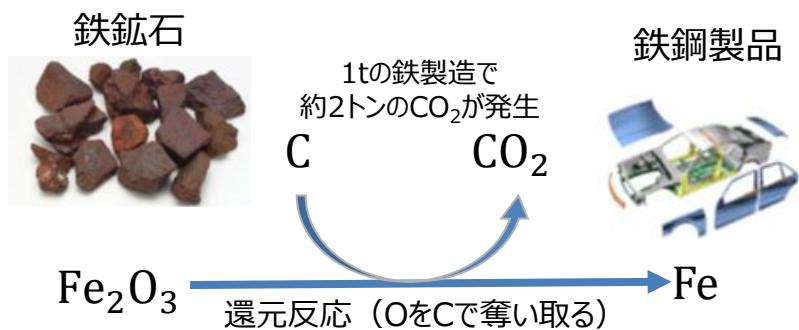 鉄鉱石
1tの鉄製造で
約2トンのCO₂が発生
鉄鋼製品
C
CO₂
Fe₂O₃
Fe
還元反応（OをCで奪い取る）